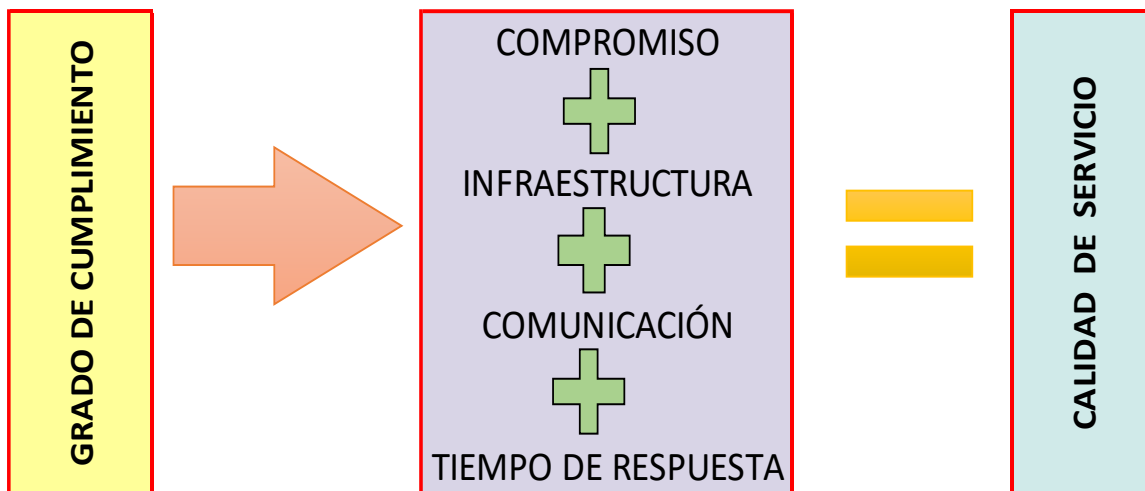 GRADO DE CUMPLIMIENTO
COMPROMISO
INFRAESTRUCTURA
COMUNICACIÓN
TIEMPO DE RESPUESTA
CALIDAD DE SERVICIO